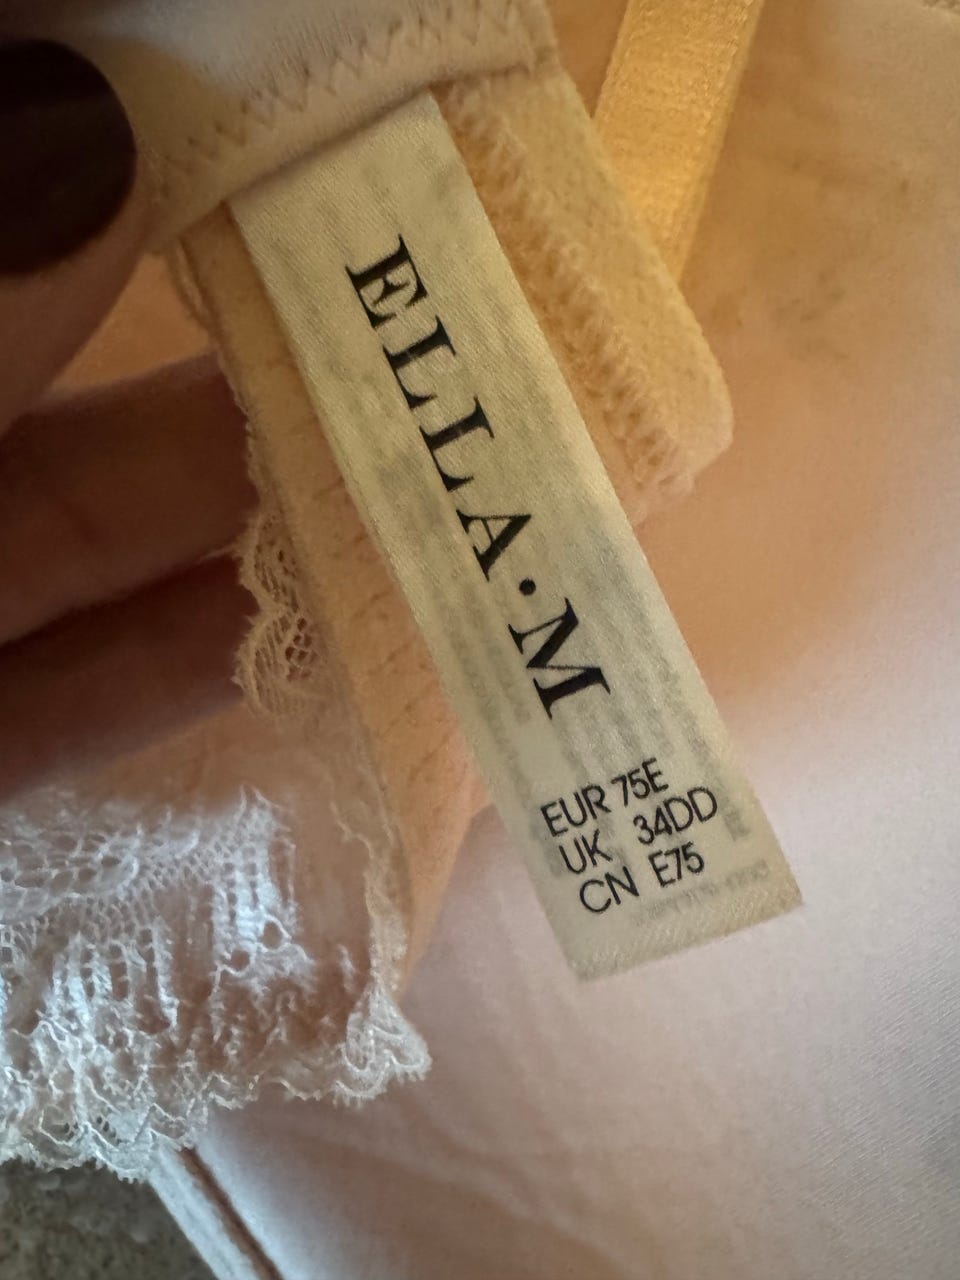 ELLA·M
EUR 75E
UK 34DD
CN E75